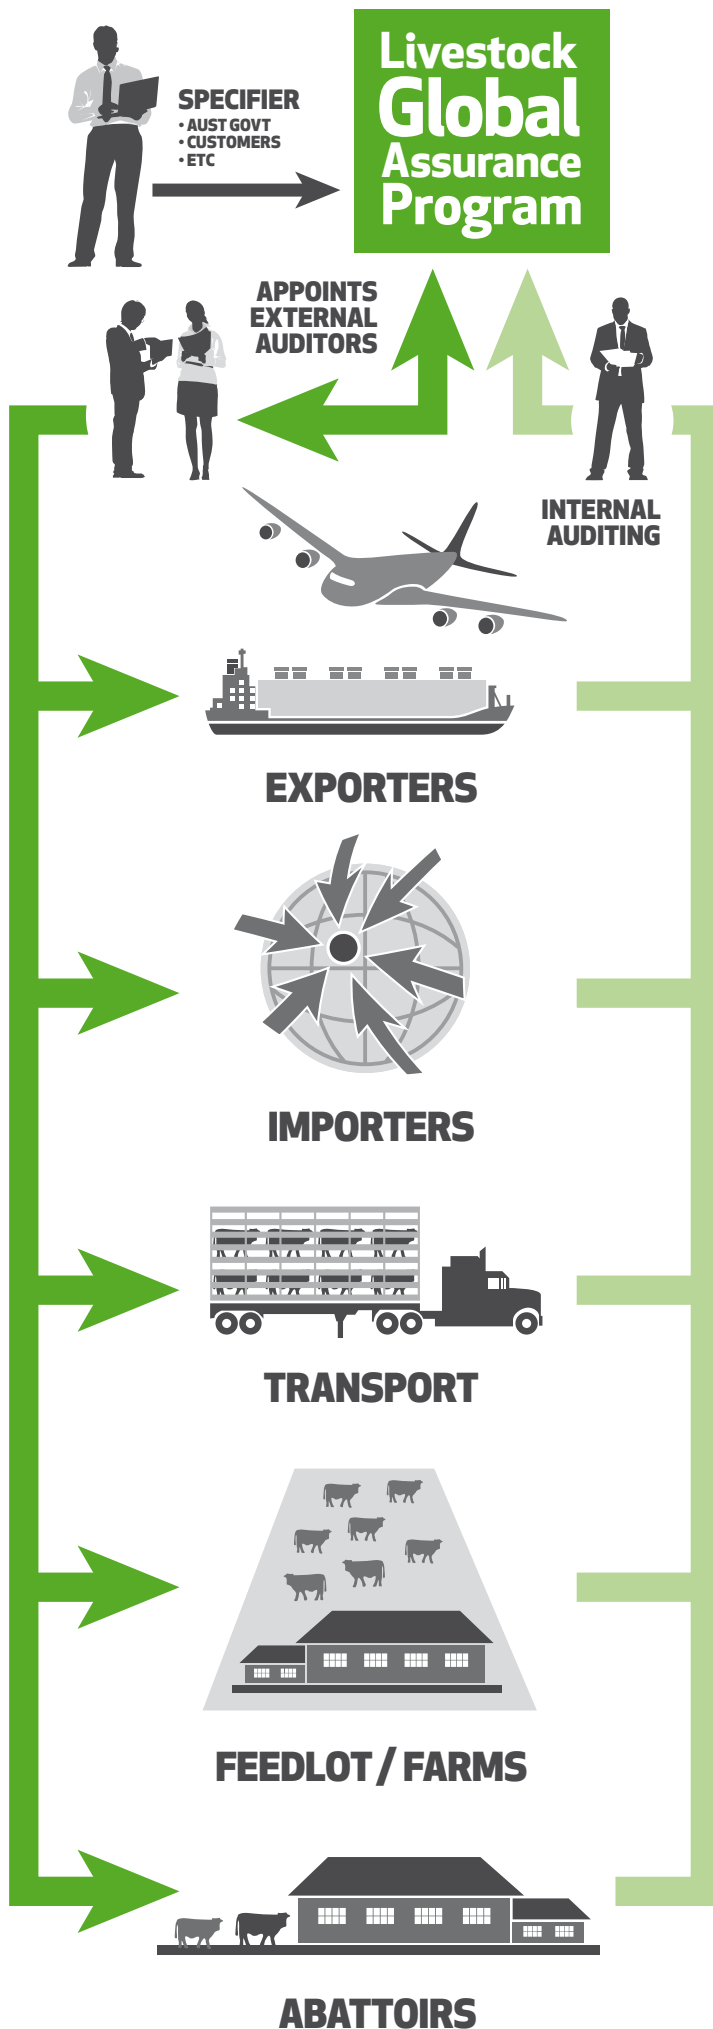 Livestock
Global
Assurance
Program
SPECIFIER
• AUST GOVT
• CUSTOMERS
• ETC
APPOINTS
EXTERNAL
AUDITORS
INTERNAL
AUDITING
EXPORTERS
IMPORTERS
TRANSPORT
FEEDLOT / FARMS
ABATTOIRS